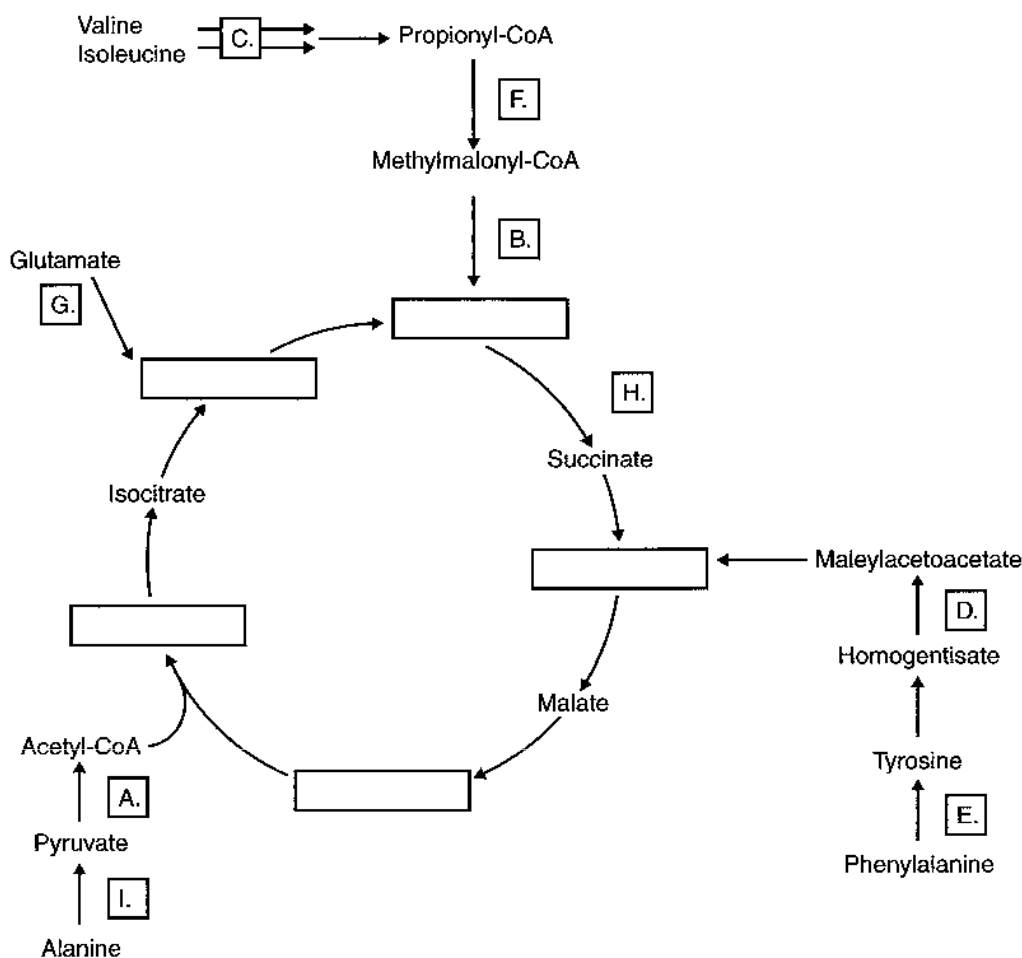 Valine
Isoleucine
C.
Propionyl-CoA
F.
Methylmalonyl-CoA
B.
Glutamate
G.
H.
Succinate
Isocitrate
Maleylacetoacetate
D.
Homogentisate
Malate
Acetyl-CoA
Tyrosine
A.
E.
Pyruvate
Phenylalanine
I.
Alanine